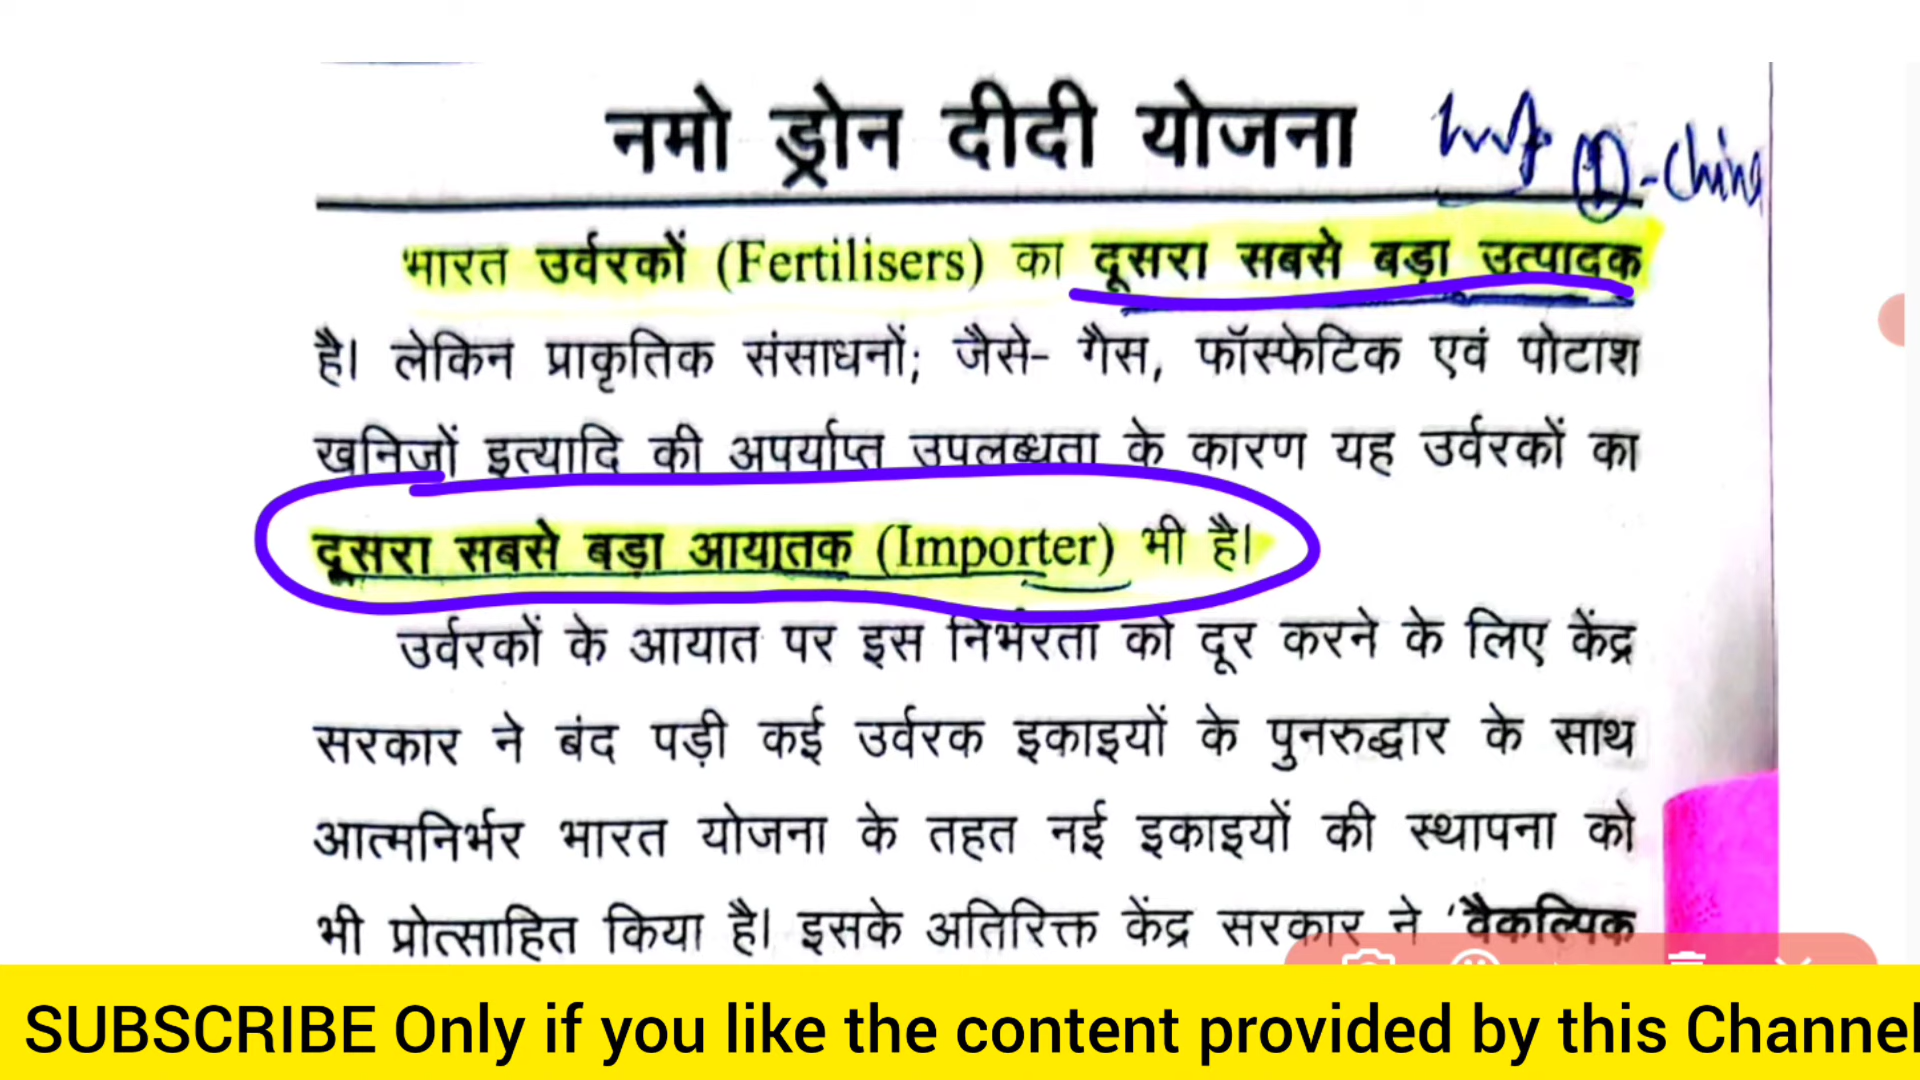 नमो ड्रोन दीदी योजना
①-China
भारत उर्वरकों (Fertilisers) का दूसरा सबसे बड़ा उत्पादक
है। लेकिन प्राकृतिक संसाधनों; जैसे- गैस, फॉस्फेटिक एवं पोटाश
खनिजों इत्यादि की अपर्याप्त उपलब्धता के कारण यह उर्वरकों का
दूसरा सबसे बड़ा आयातक (Importer) भी है।
उर्वरकों के आयात पर इस निर्भरता को दूर करने के लिए केंद्र
सरकार ने बंद पड़ी कई उर्वरक इकाइयों के पुनरुद्धार के साथ
आत्मनिर्भर भारत योजना के तहत नई इकाइयों की स्थापना को
भी प्रोत्साहित किया है। इसके अतिरिक्त केंद्र सरकार ने 'वैकल्पिक
SUBSCRIBE Only if you like the content provided by this Channel